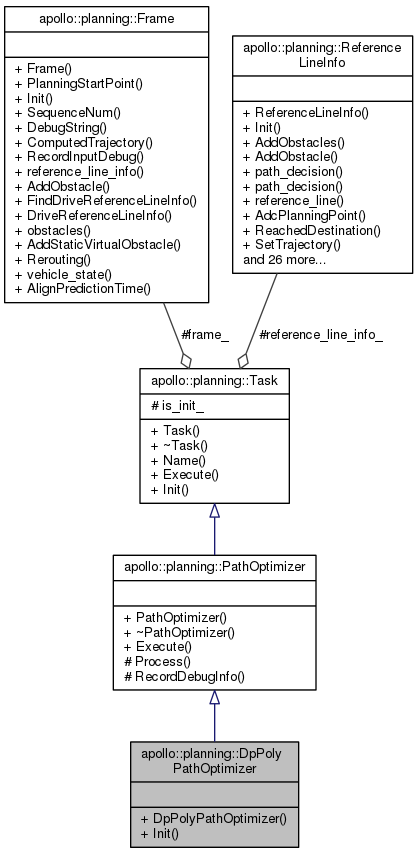 apollo::planning::Frame
+ Frame()
+ PlanningStartPoint()
+ Init()
+ SequenceNum()
+ DebugString()
+ ComputedTrajectory()
+ RecordInputDebug()
+ reference_line_info()
+ AddObstacle()
+ FindDriveReferenceLineInfo()
+ DriveReferenceLineInfo()
+ obstacles()
+ AddStaticVirtualObstacle()
+ Rerouting()
+ vehicle_state()
+ AlignPredictionTime()
apollo::planning::Reference
LineInfo
+ ReferenceLineInfo()
+ Init()
+ AddObstacles()
+ AddObstacle()
+ path_decision()
+ path_decision()
+ reference_line()
+ AdcPlanningPoint()
+ ReachedDestination()
+ SetTrajectory()
and 26 more...
#frame_
#reference_line_info_
apollo::planning::Task
# is_init_
+ Task()
+ ~Task()
+ Name()
+ Execute()
+ Init()
apollo::planning::PathOptimizer
+ PathOptimizer()
+ ~PathOptimizer()
+ Execute()
# Process()
# RecordDebugInfo()
apollo::planning::DpPoly
PathOptimizer
+ DpPolyPathOptimizer()
+ Init()